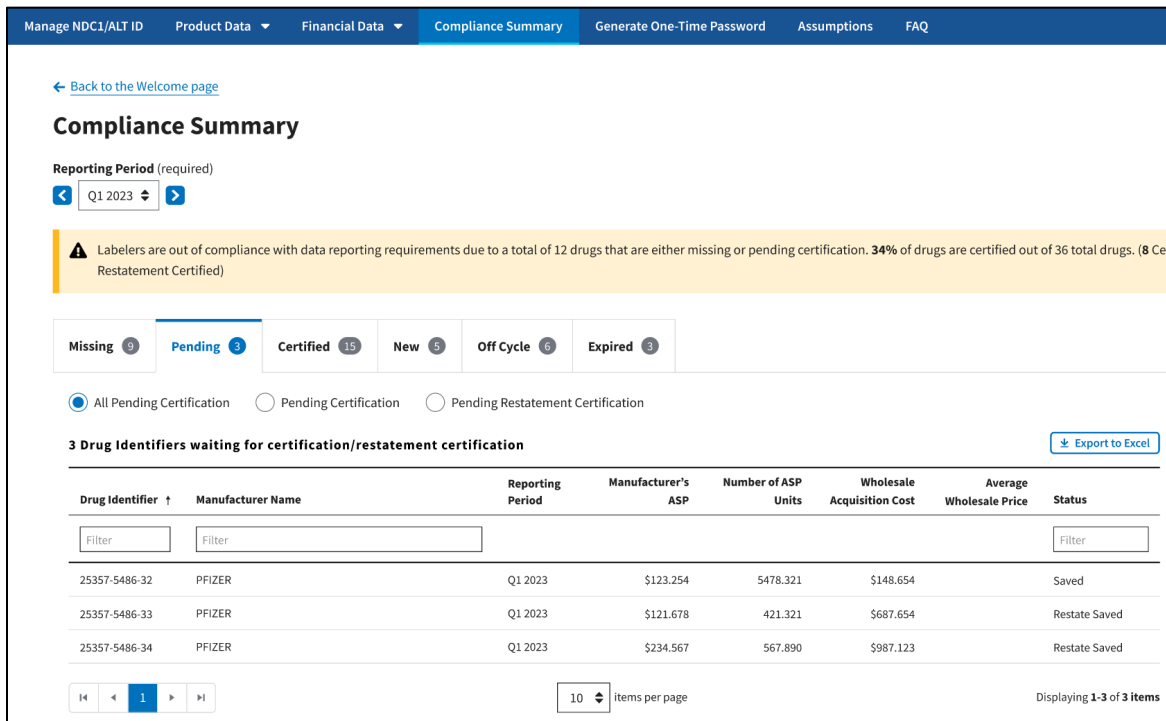 Manage NDC1/ALT ID Product Data Financial Data Compliance Summary Generate One-Time Password Assumptions FAQ
Back to the Welcome page
Compliance Summary
Reporting Period (required)
Q1 2023
Labelers are out of compliance with data reporting requirements due to a total of 12 drugs that are either missing or pending certification. 34% of drugs are certified out of 36 total drugs. (8 Ce
Restatement Certified)
Missing 9 Pending 3 Certified 15 New 5 Off Cycle 6 Expired 3
All Pending Certification Pending Certification Pending Restatement Certification
3 Drug Identifiers waiting for certification/restatement certification Export to Excel
Drug Identifier ↑ Manufacturer Name Reporting Period Manufacturer's ASP Number of ASP Units Wholesale Acquisition Cost Average Wholesale Price Status
Filter Filter Filter
25357-5486-32 PFIZER Q1 2023 $123.254 5478.321 $148.654 Saved
25357-5486-33 PFIZER Q1 2023 $121.678 421.321 $687.654 Restate Saved
25357-5486-34 PFIZER Q1 2023 $234.567 567.890 $987.123 Restate Saved
1 10 items per page Displaying 1-3 of 3 items